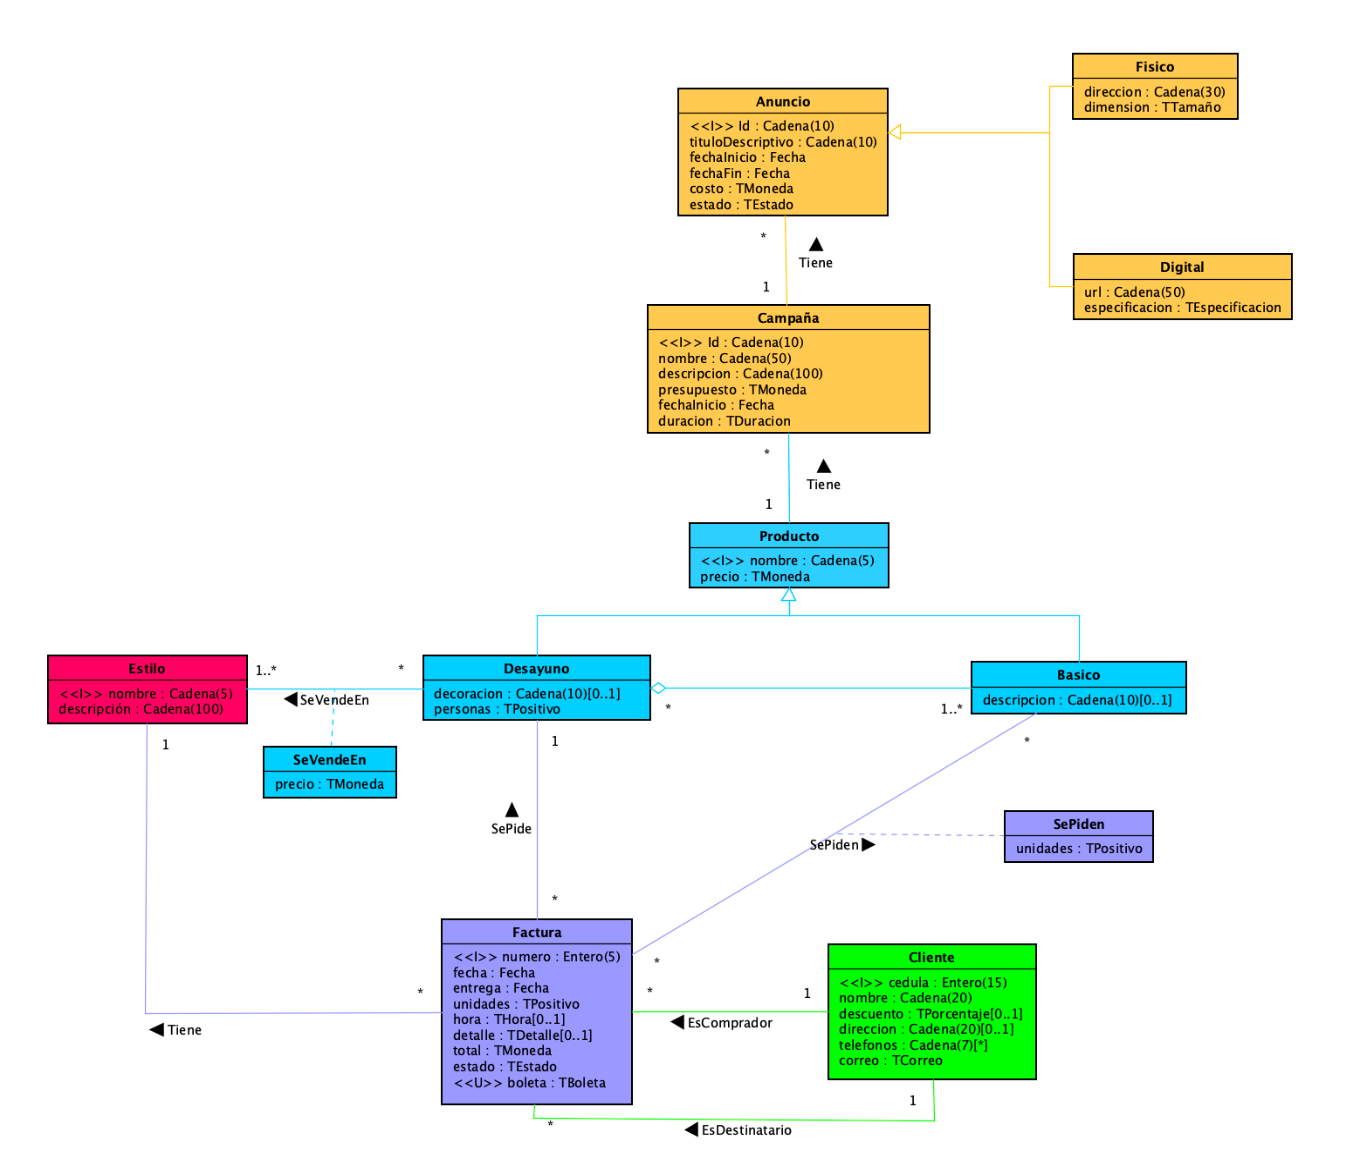 Fisico
direccion : Cadena(30)
dimension : TTamaño
Anuncio
<<I>> Id : Cadena(10)
tituloDescriptivo : Cadena(10)
fechaInicio : Fecha
fechaFin : Fecha
costo : TMoneda
estado : TEstado
*
Tiene
1
Digital
url : Cadena(50)
especificacion : TEspecificacion
Campaña
<<I>> Id : Cadena(10)
nombre : Cadena(50)
descripcion : Cadena(100)
presupuesto : TMoneda
fechaInicio : Fecha
duracion : TDuracion
*
Tiene
1
Producto
<<I>> nombre : Cadena(5)
precio : TMoneda
Estilo
<<I>> nombre : Cadena(5)
descripción : Cadena(100)
1..*
*
SeVendeEn
Desayuno
decoracion : Cadena(10)[0..1]
personas : TPositivo
*
1..*
Basico
descripcion : Cadena(10)[0..1]
1
1
*
SeVendeEn
precio : TMoneda
SePide
SePiden
SePiden
unidades : TPositivo
*
Factura
<<I>> numero : Entero(5)
fecha : Fecha
entrega : Fecha
unidades : TPositivo
hora : THora[0..1]
detalle : TDetalle[0..1]
total : TMoneda
estado : TEstado
<<U>> boleta : TBoleta
*
Tiene
*
*
1
EsComprador
Cliente
<<I>> cedula : Entero(15)
nombre : Cadena(20)
descuento : TPorcentaje[0..1]
direccion : Cadena(20)[0..1]
telefonos : Cadena(7)[*]
correo : TCorreo
1
*
EsDestinatario